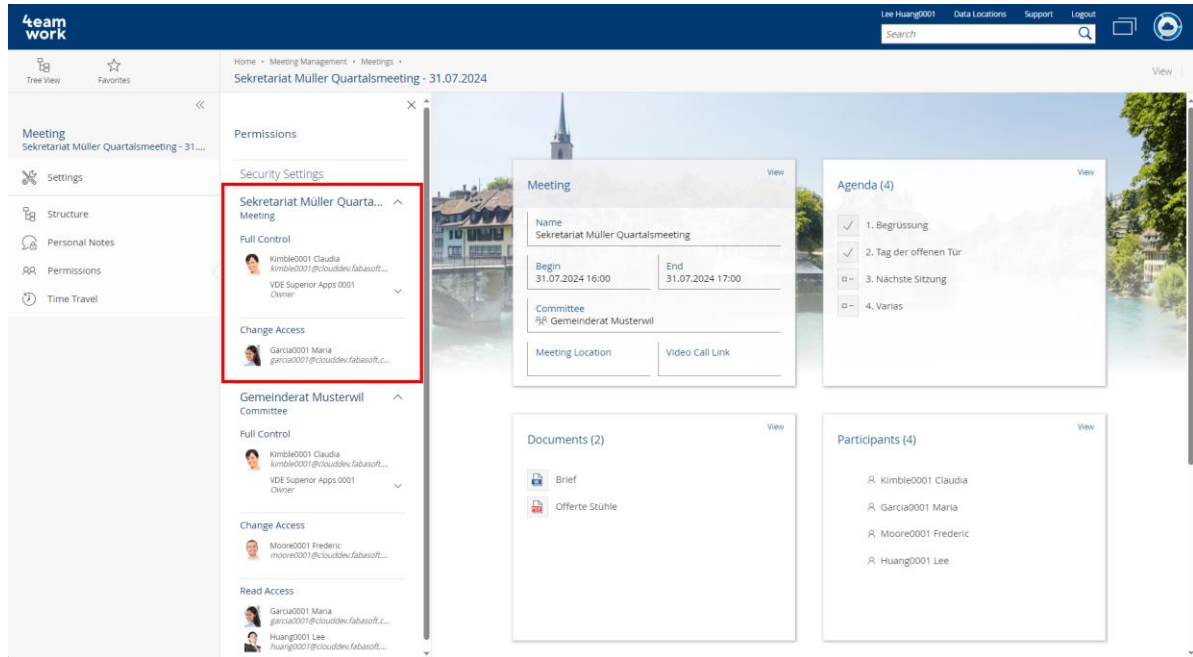 4team
work
Lee Huang0001 Data Locations Support Logout
Search
Tree View Favorites
Home • Meeting Management • Meetings •
Sekretariat Müller Quartalsmeeting - 31.07.2024
View
Meeting
Sekretariat Müller Quartalsmeeting - 31....
Settings
Structure
Personal Notes
Permissions
Time Travel
Permissions
Security Settings
Sekretariat Müller Quarta...
Meeting
Full Control
Kimble0001 Claudia
kimble0001@clouddev.fabasoft....
VDE Superior Apps 0001
Owner
Change Access
Garcia0001 Maria
garcia0001@clouddev.fabasoft.c...
Gemeinderat Musterwil
Committee
Full Control
Kimble0001 Claudia
kimble0001@clouddev.fabasoft....
VDE Superior Apps 0001
Owner
Change Access
Moore0001 Frederic
moore0001@clouddev.fabasoft....
Read Access
Garcia0001 Maria
garcia0001@clouddev.fabasoft.c...
Huang0001 Lee
huang0001@clouddev.fabasoft....
View
Meeting
Name
Sekretariat Müller Quartalsmeeting
Begin End
31.07.2024 16:00 31.07.2024 17:00
Committee
Gemeinderat Musterwil
Meeting Location Video Call Link
View
Agenda (4)
1. Begrüssung
2. Tag der offenen Tür
3. Nächste Sitzung
4. Varias
View
Documents (2)
Brief
Offerte Stühle
View
Participants (4)
Kimble0001 Claudia
Garcia0001 Maria
Moore0001 Frederic
Huang0001 Lee